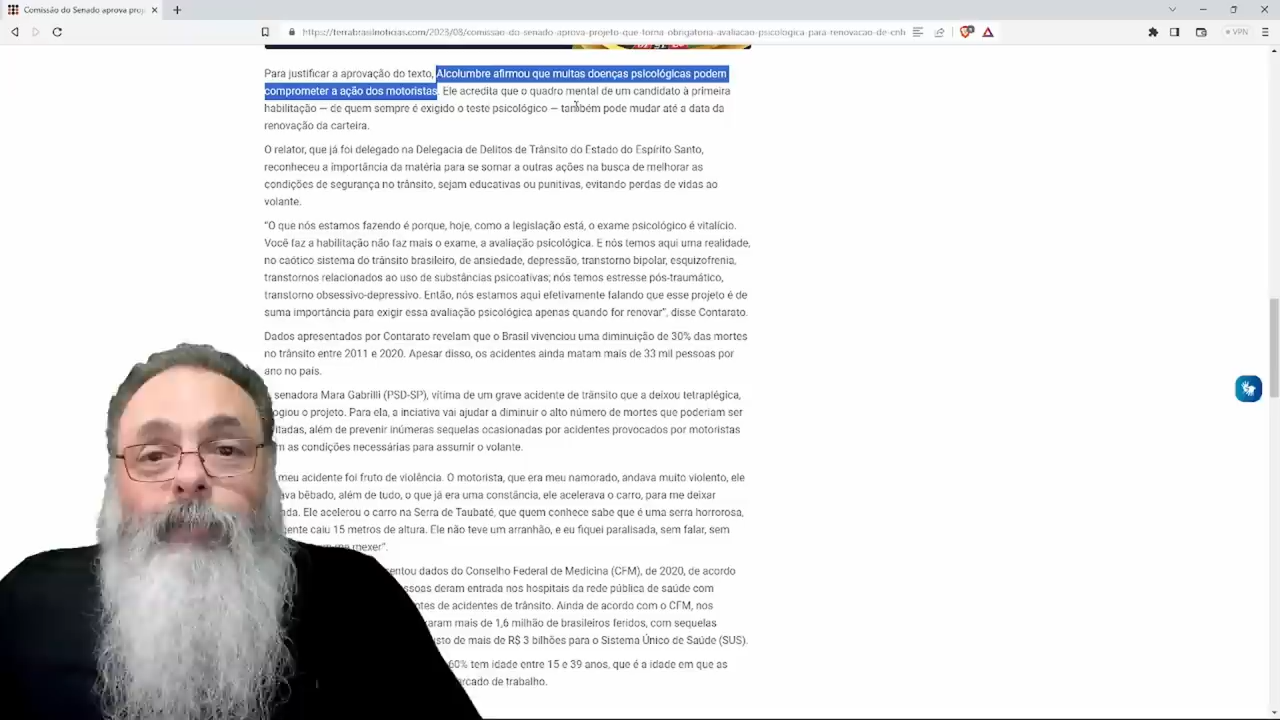 Comissão do Senado aprova proj
https://terrabrasilnoticias.com/2023/08/comissao-do-senado-aprova-projeto-que-torna-obrigatoria-avaliacao-psicologica-para-renovacao-de-cnh
VPN
Para justificar a aprovação do texto, Alcolumbre afirmou que muitas doenças psicológicas podem
comprometer a ação dos motoristas. Ele acredita que o quadro mental de um candidato à primeira
habilitação — de quem sempre é exigido o teste psicológico — também pode mudar até a data da
renovação da carteira.
O relator, que já foi delegado na Delegacia de Delitos de Trânsito do Estado do Espírito Santo,
reconheceu a importância da matéria para se somar a outras ações na busca de melhorar as
condições de segurança no trânsito, sejam educativas ou punitivas, evitando perdas de vidas ao
volante.
“O que nós estamos fazendo é porque, hoje, como a legislação está, o exame psicológico é vitalício.
Você faz a habilitação não faz mais o exame, a avaliação psicológica. E nós temos aqui uma realidade,
no caótico sistema do trânsito brasileiro, de ansiedade, depressão, transtorno bipolar, esquizofrenia,
transtornos relacionados ao uso de substâncias psicoativas; nós temos estresse pós-traumático,
transtorno obsessivo-depressivo. Então, nós estamos aqui efetivamente falando que esse projeto é de
suma importância para exigir essa avaliação psicológica apenas quando for renovar”, disse Contarato.
Dados apresentados por Contarato revelam que o Brasil vivenciou uma diminuição de 30% das mortes
no trânsito entre 2011 e 2020. Apesar disso, os acidentes ainda matam mais de 33 mil pessoas por
ano no país.
senadora Mara Gabrilli (PSD-SP), vítima de um grave acidente de trânsito que a deixou tetraplégica,
ogiou o projeto. Para ela, a inciativa vai ajudar a diminuir o alto número de mortes que poderiam ser
itadas, além de prevenir inúmeras sequelas ocasionadas por acidentes provocados por motoristas
m as condições necessárias para assumir o volante.
meu acidente foi fruto de violência. O motorista, que era meu namorado, andava muito violento, ele
ava bêbado, além de tudo, o que já era uma constância, ele acelerava o carro, para me deixar
nda. Ele acelerou o carro na Serra de Taubaté, que quem conhece sabe que é uma serra horrorosa,
ente caiu 15 metros de altura. Ele não teve um arranhão, e eu fiquei paralisada, sem falar, sem
me mexer”.
entou dados do Conselho Federal de Medicina (CFM), de 2020, de acordo
ssoas deram entrada nos hospitais da rede pública de saúde com
tes de acidentes de trânsito. Ainda de acordo com o CFM, nos
aram mais de 1,6 milhão de brasileiros feridos, com sequelas
sto de mais de R$ 3 bilhões para o Sistema Único de Saúde (SUS).
60% tem idade entre 15 e 39 anos, que é a idade em que as
rcado de trabalho.